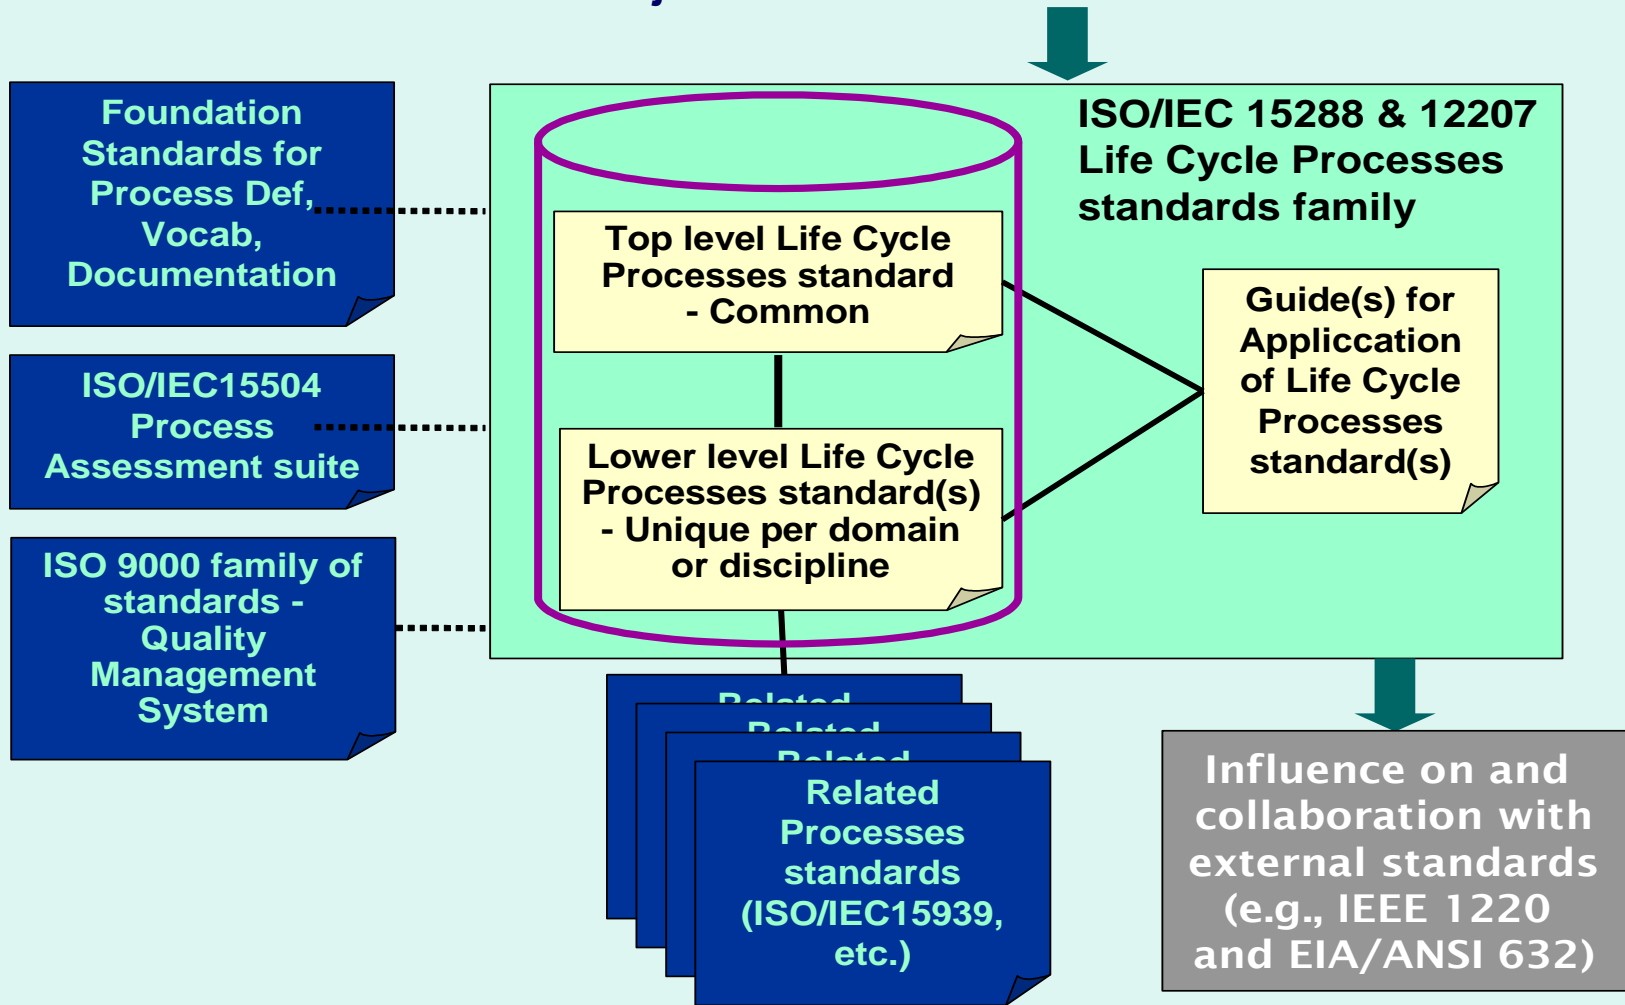 Foundation
Standards for
Process Def,
Vocab,
Documentation
ISO/IEC15504
Process
Assessment suite
ISO 9000 family of
standards -
Quality
Management
System
ISO/IEC 15288 & 12207
Life Cycle Processes
standards family
Top level Life Cycle
Processes standard
- Common
Lower level Life Cycle
Processes standard(s)
- Unique per domain
or discipline
Guide(s) for
Appliccation
of Life Cycle
Processes
standard(s)
Related
Related
Related
Related
Processes
standards
(ISO/IEC15939,
etc.)
Influence on and
collaboration with
external standards
(e.g., IEEE 1220
and EIA/ANSI 632)